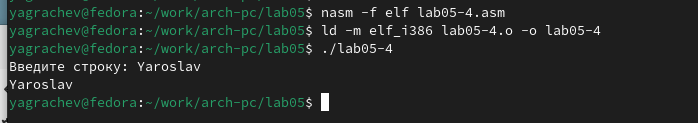 yagrachev@fedora:~/work/arch-pc/lab05$ nasm -f elf lab05-4.asm
yagrachev@fedora:~/work/arch-pc/lab05$ ld -m elf_i386 lab05-4.o -o lab05-4
yagrachev@fedora:~/work/arch-pc/lab05$ ./lab05-4
Введите строку: Yaroslav
Yaroslav
yagrachev@fedora:~/work/arch-pc/lab05$